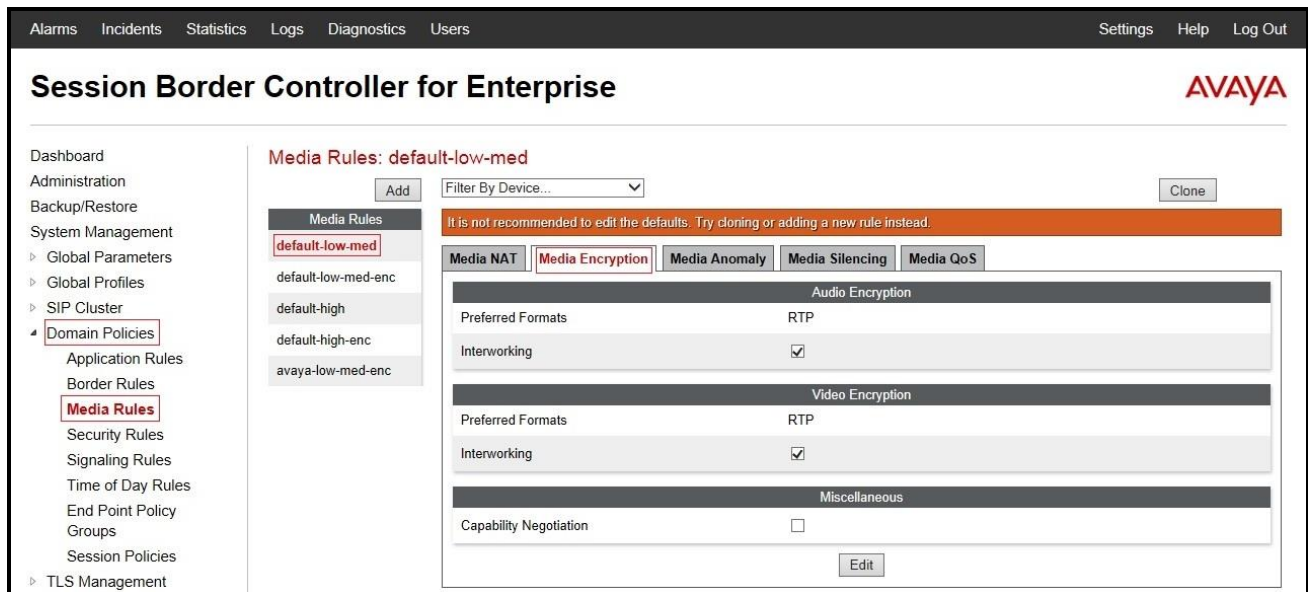 Alarms Incidents Statistics Logs Diagnostics Users Settings Help Log Out
Session Border Controller for Enterprise
AVAYA
Dashboard
Administration
Backup/Restore
System Management
Global Parameters
Global Profiles
SIP Cluster
Domain Policies
Application Rules
Border Rules
Media Rules
Security Rules
Signaling Rules
Time of Day Rules
End Point Policy
Groups
Session Policies
TLS Management
Media Rules: default-low-med
Add
Filter By Device...
Clone
Media Rules
default-low-med
default-low-med-enc
default-high
default-high-enc
avaya-low-med-enc
It is not recommended to edit the defaults. Try cloning or adding a new rule instead.
Media NAT Media Encryption Media Anomaly Media Silencing Media QoS
Audio Encryption
Preferred Formats RTP
Interworking
Video Encryption
Preferred Formats RTP
Interworking
Miscellaneous
Capability Negotiation
Edit